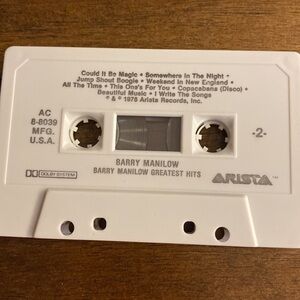 Could It Be Magic • Somewhere In The Night •
Jump Shout Boogie • Weekend In New England •
All The Time • This One's For You • Copacabana (Disco) •
Beautiful Music • I Write The Songs
℗ & © 1978 Arista Records, Inc.
AC
8-8039
MFG.
U.S.A.
-2-
DOLBY SYSTEM
BARRY MANILOW
BARRY MANILOW GREATEST HITS
ARISTA